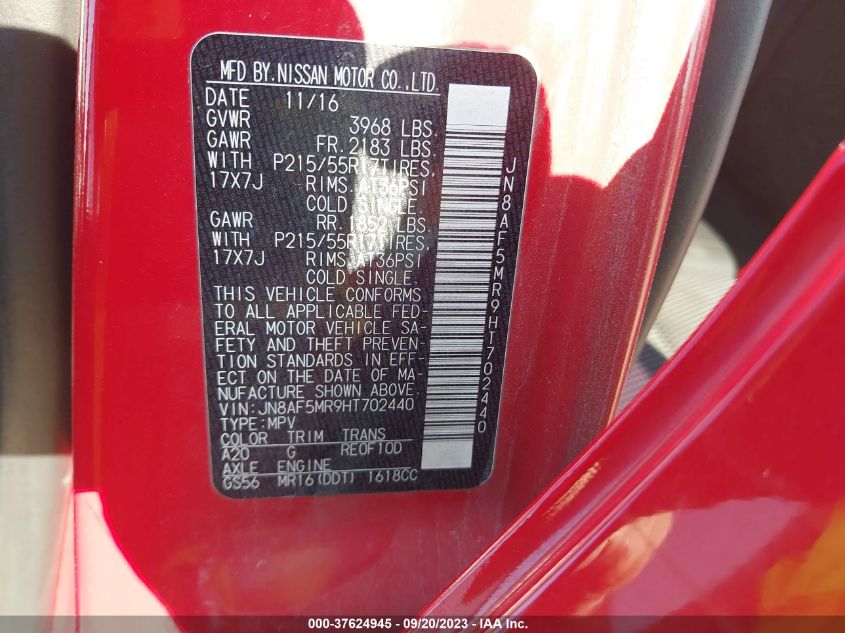 MFD BY NISSAN MOTOR CO.,LTD.
DATE 11/16
GVWR 3968 LBS.
GAWR FR. 2183 LBS.
WITH P215/55R17TIRES,
17X7J RIMS, AT36PSI
COLD SINGLE.
GAWR RR. 1852 LBS.
WITH P215/55R17TIRES,
17X7J RIMS, AT36PSI
COLD SINGLE.
THIS VEHICLE CONFORMS
TO ALL APPLICABLE FED-
ERAL MOTOR VEHICLE SA-
FETY AND THEFT PREVEN-
TION STANDARDS IN EFF-
ECT ON THE DATE OF MA-
NUFACTURE SHOWN ABOVE.
VIN: JN8AF5MR9HT702440
TYPE: MPV
COLOR TRIM TRANS
A20 G RE0F10D
AXLE ENGINE
GS56 MR16(DDT) 1618CC
JN8AF5MR9HT702440
000-37624945 - 09/20/2023 - Copyright IAA, Inc.